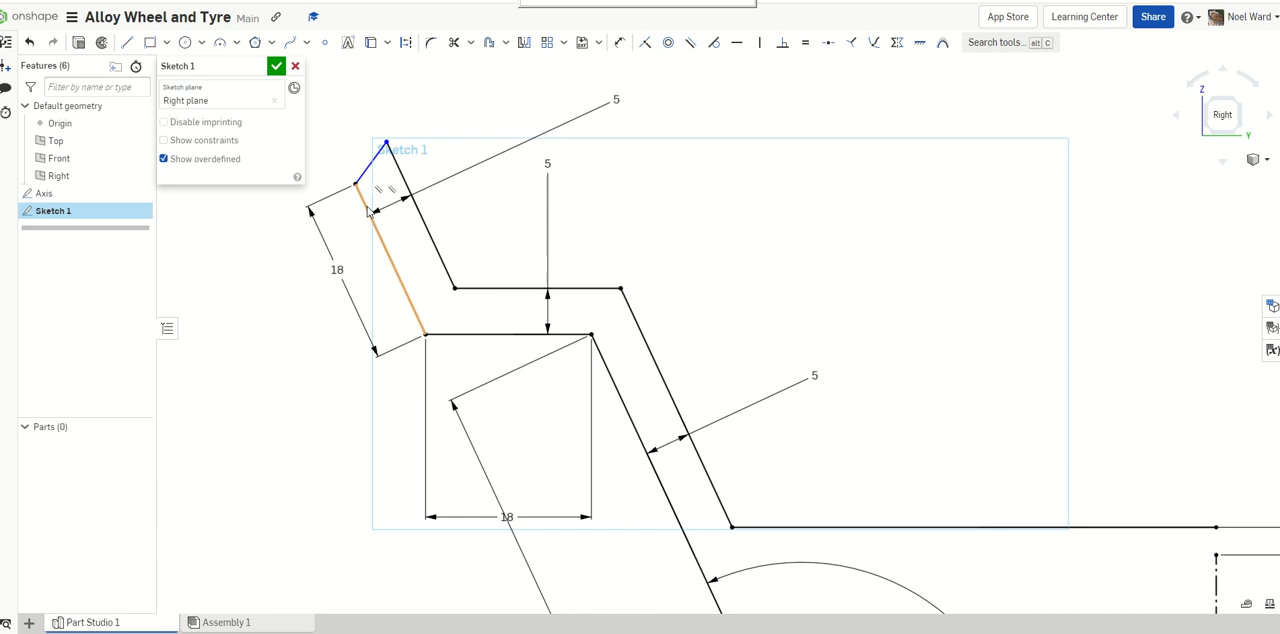 onshape Alloy Wheel and Tyre Main App Store Learning Center Share Noel Ward
Search tools... alt C
Features (6)
Filter by name or type
Default geometry
Origin
Top
Front
Right
Axis
Sketch 1
Parts (0)
Sketch 1
Sketch plane
Right plane
Disable imprinting
Show constraints
Show overdefined
Sketch 1
5
5
18
5
18
Z
Right
Y
Part Studio 1 Assembly 1